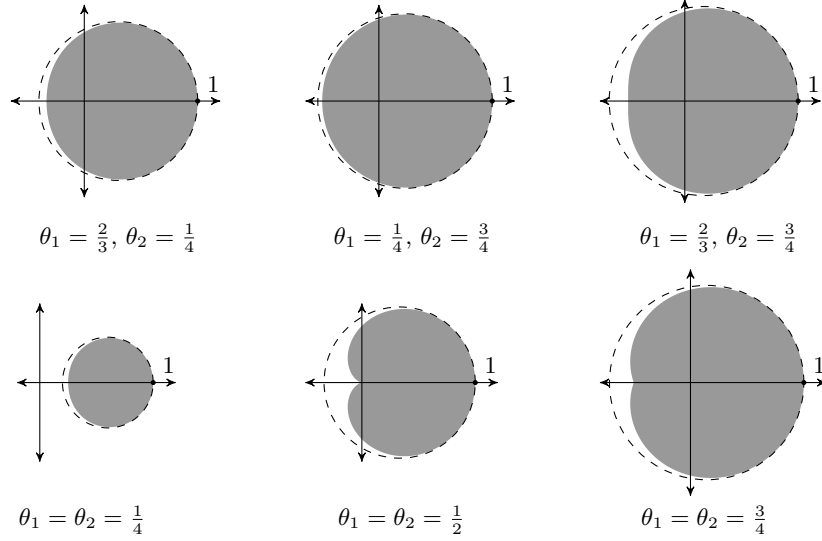 1 1 1
θ₁ = 2/3, θ₂ = 1/4 θ₁ = 1/4, θ₂ = 3/4 θ₁ = 2/3, θ₂ = 3/4
1 1 1
θ₁ = θ₂ = 1/4 θ₁ = θ₂ = 1/2 θ₁ = θ₂ = 3/4